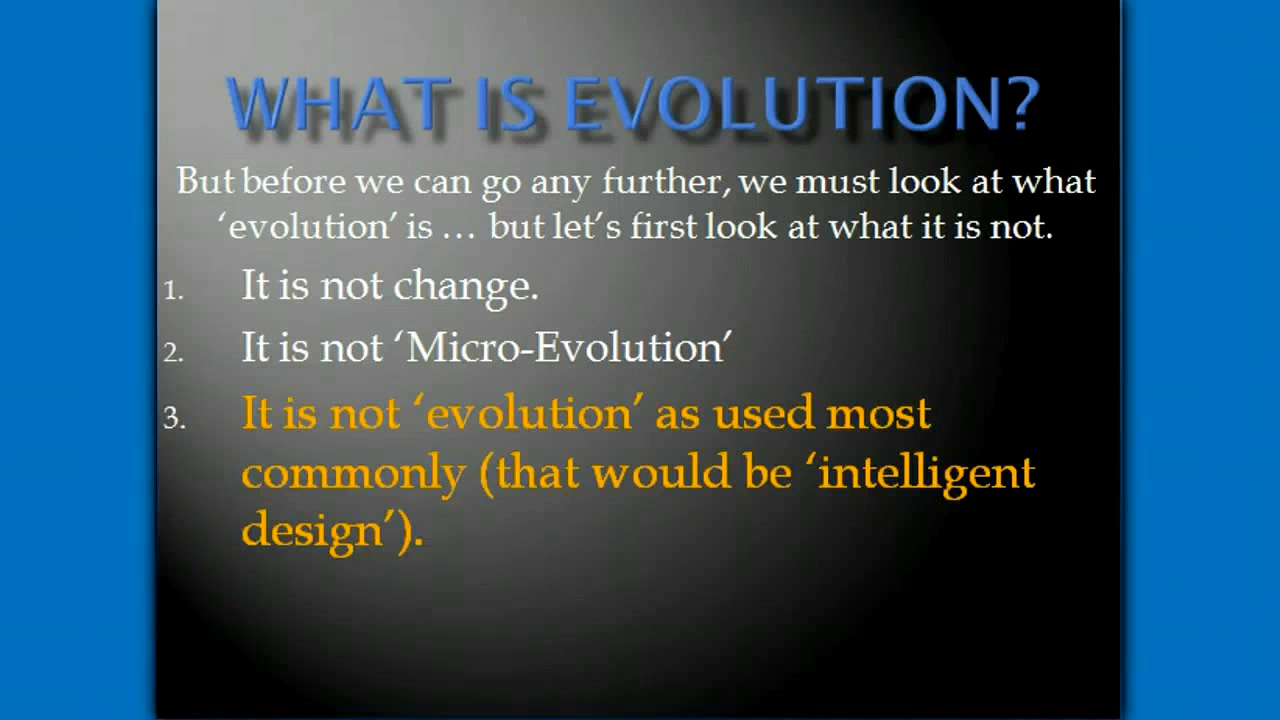 WHAT IS EVOLUTION?
But before we can go any further, we must look at what
‘evolution’ is … but let’s first look at what it is not.
1. It is not change.
2. It is not ‘Micro-Evolution’
3. It is not ‘evolution’ as used most
commonly (that would be ‘intelligent
design’).